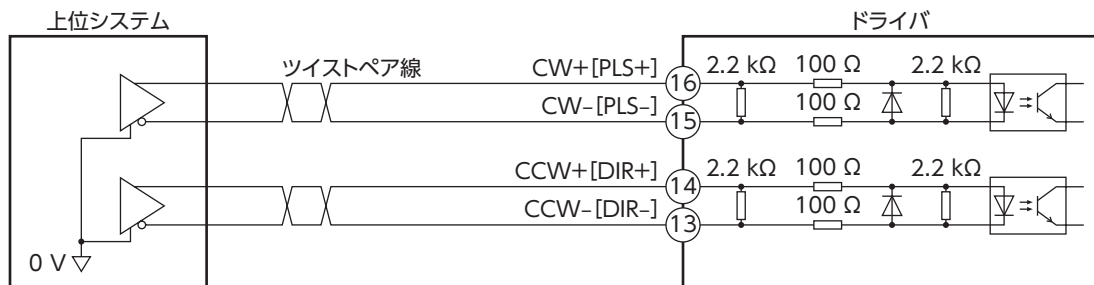 上位システム
ドライバ
ツイストペア線
CW+[PLS+]
16
2.2 kΩ
100 Ω
2.2 kΩ
CW-[PLS-]
15
100 Ω
CCW+[DIR+]
14
2.2 kΩ
100 Ω
2.2 kΩ
CCW-[DIR-]
13
100 Ω
0 V